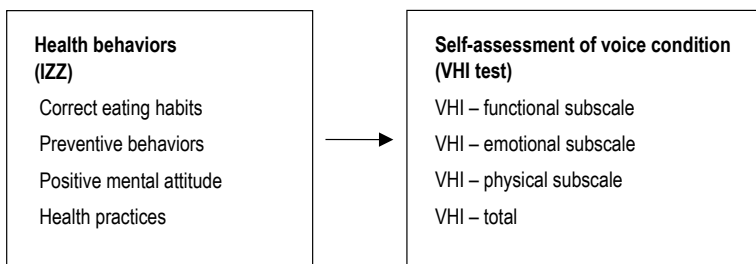 Health behaviors
(IZZ)
Correct eating habits
Preventive behaviors
Positive mental attitude
Health practices
Self-assessment of voice condition
(VHI test)
VHI – functional subscale
VHI – emotional subscale
VHI – physical subscale
VHI – total